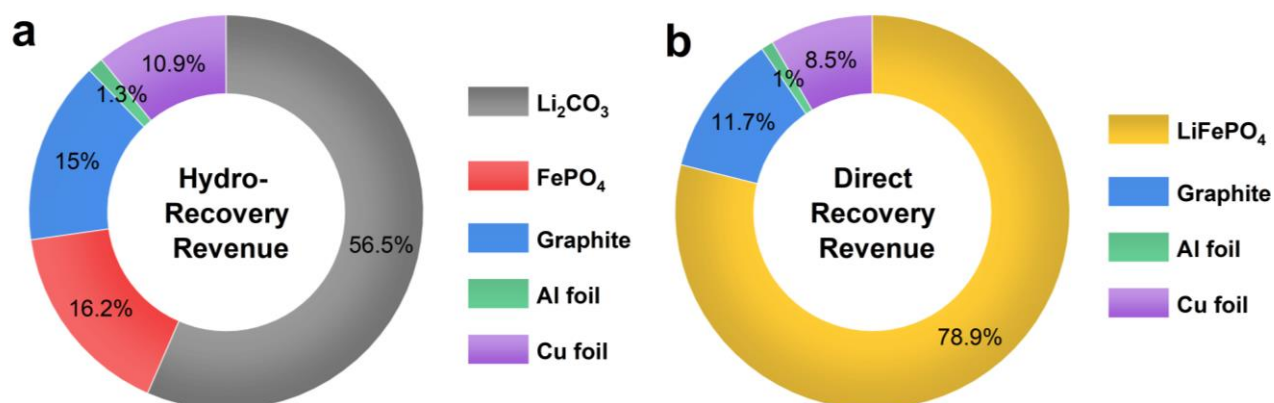 a
10.9%
1.3%
15%
16.2%
56.5%
Hydro-
Recovery
Revenue
Li₂CO₃
FePO₄
Graphite
Al foil
Cu foil
b
8.5%
1%
11.7%
78.9%
Direct
Recovery
Revenue
LiFePO₄
Graphite
Al foil
Cu foil